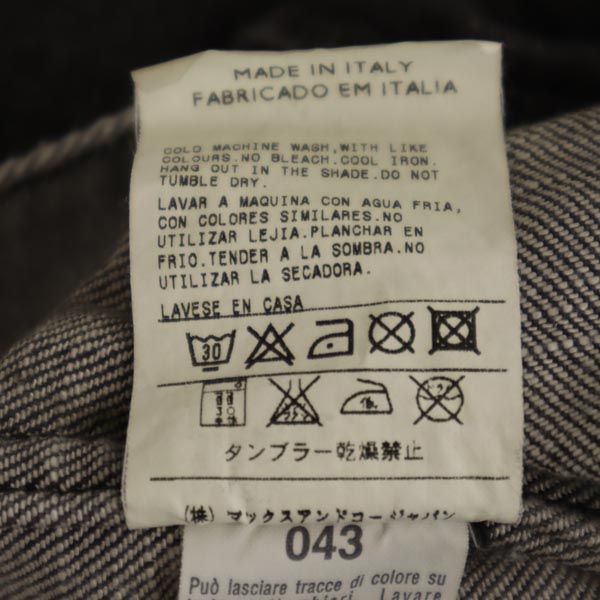 MADE IN ITALY
FABRICADO EM ITALIA
COLD MACHINE WASH,WITH LIKE
COLOURS.NO BLEACH.COOL IRON.
HANG OUT IN THE SHADE.DO NOT
TUMBLE DRY.
LAVAR A MAQUINA CON AGUA FRIA,
CON COLORES SIMILARES.NO
UTILIZAR LEJIA.PLANCHAR EN
FRIO.TENDER A LA SOMBRA.NO
UTILIZAR LA SECADORA.
LAVESE EN CASA
30
タンブラー乾燥禁止
(株) マックスアンドコージャパン
043
Può lasciare tracce di colore su
Lavare